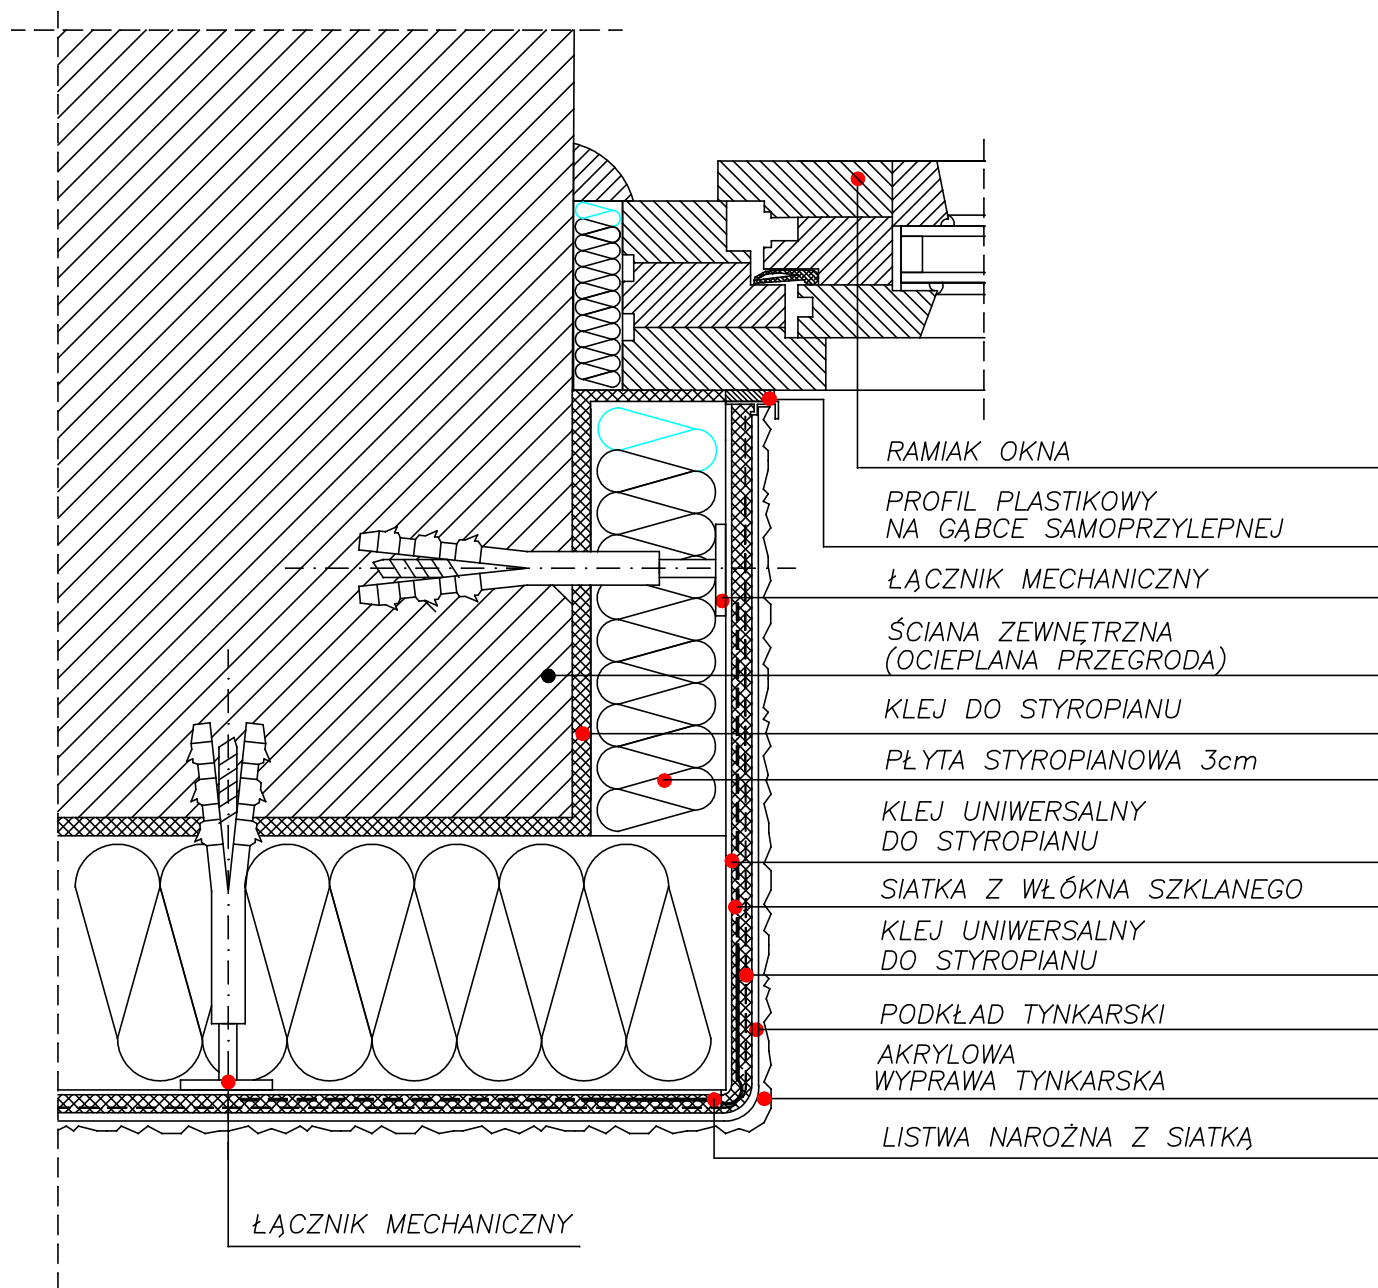 RAMIAK OKNA
PROFIL PLASTIKOWY
NA GĄBCE SAMOPRZYLEPNEJ
ŁĄCZNIK MECHANICZNY
ŚCIANA ZEWNĘTRZNA
(OCIEPLANA PRZEGRODA)
KLEJ DO STYROPIANU
PŁYTA STYROPIANOWA 3cm
KLEJ UNIWERSALNY
DO STYROPIANU
SIATKA Z WŁÓKNA SZKLANEGO
KLEJ UNIWERSALNY
DO STYROPIANU
PODKŁAD TYNKARSKI
AKRYLOWA
WYPRAWA TYNKARSKA
LISTWA NAROŻNA Z SIATKĄ
ŁĄCZNIK MECHANICZNY